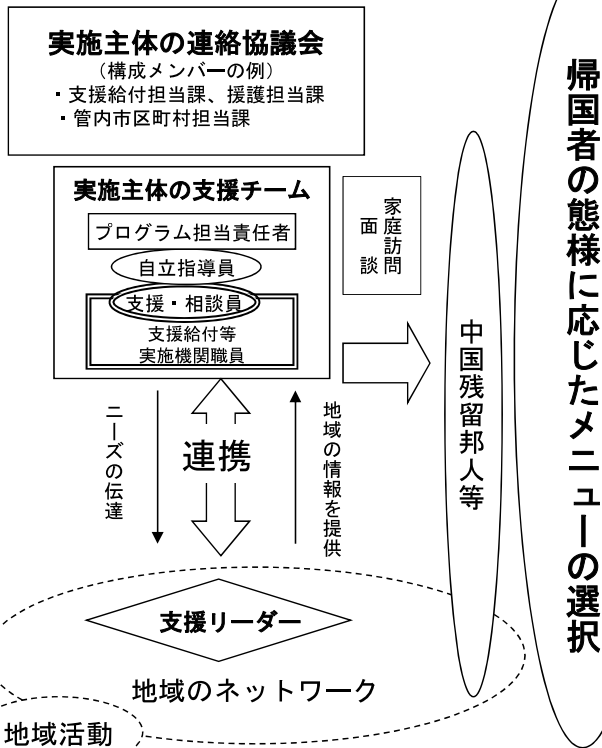 実施主体の連絡協議会
（構成メンバーの例）
・支援給付担当課、援護担当課
・管内市区町村担当課
実施主体の支援チーム
プログラム担当責任者
自立指導員
支援・相談員
支援給付等
実施機関職員
家庭訪問
面談
ニーズの伝達
連携
地域の情報を提供
支援リーダー
地域のネットワーク
地域活動
中国残留邦人等
帰国者の態様に応じたメニューの選択